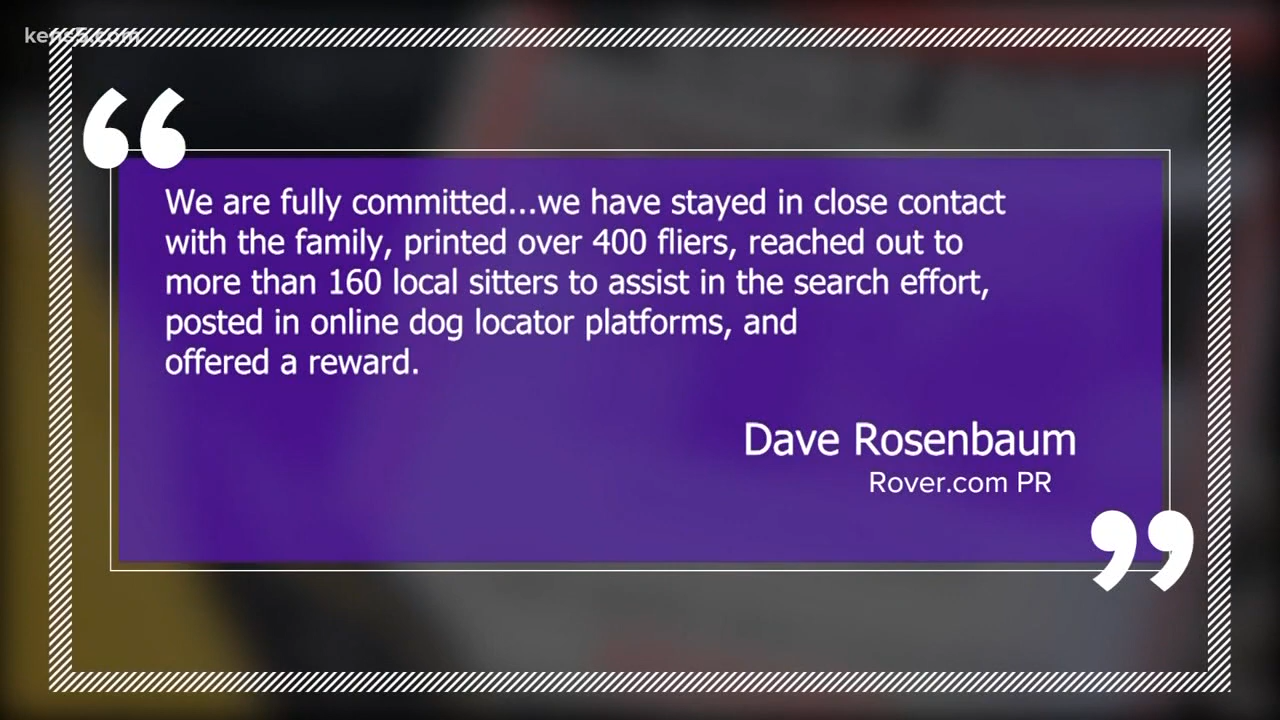 kens5.com
“
We are fully committed...we have stayed in close contact
with the family, printed over 400 fliers, reached out to
more than 160 local sitters to assist in the search effort,
posted in online dog locator platforms, and
offered a reward.
Dave Rosenbaum
Rover.com PR
”